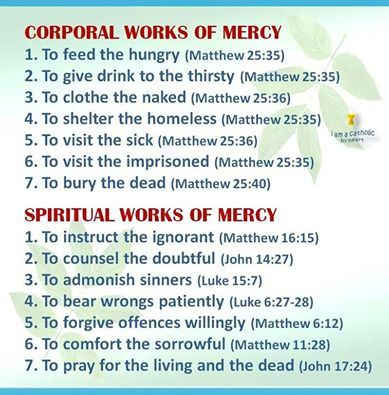 CORPORAL WORKS OF MERCY
1. To feed the hungry (Matthew 25:35)
2. To give drink to the thirsty (Matthew 25:35)
3. To clothe the naked (Matthew 25:36)
4. To shelter the homeless (Matthew 25:35)
5. To visit the sick (Matthew 25:36)
6. To visit the imprisoned (Matthew 25:35)
7. To bury the dead (Matthew 25:40)
i am a catholic
by heart
SPIRITUAL WORKS OF MERCY
1. To instruct the ignorant (Matthew 16:15)
2. To counsel the doubtful (John 14:27)
3. To admonish sinners (Luke 15:7)
4. To bear wrongs patiently (Luke 6:27-28)
5. To forgive offences willingly (Matthew 6:12)
6. To comfort the sorrowful (Matthew 11:28)
7. To pray for the living and the dead (John 17:24)